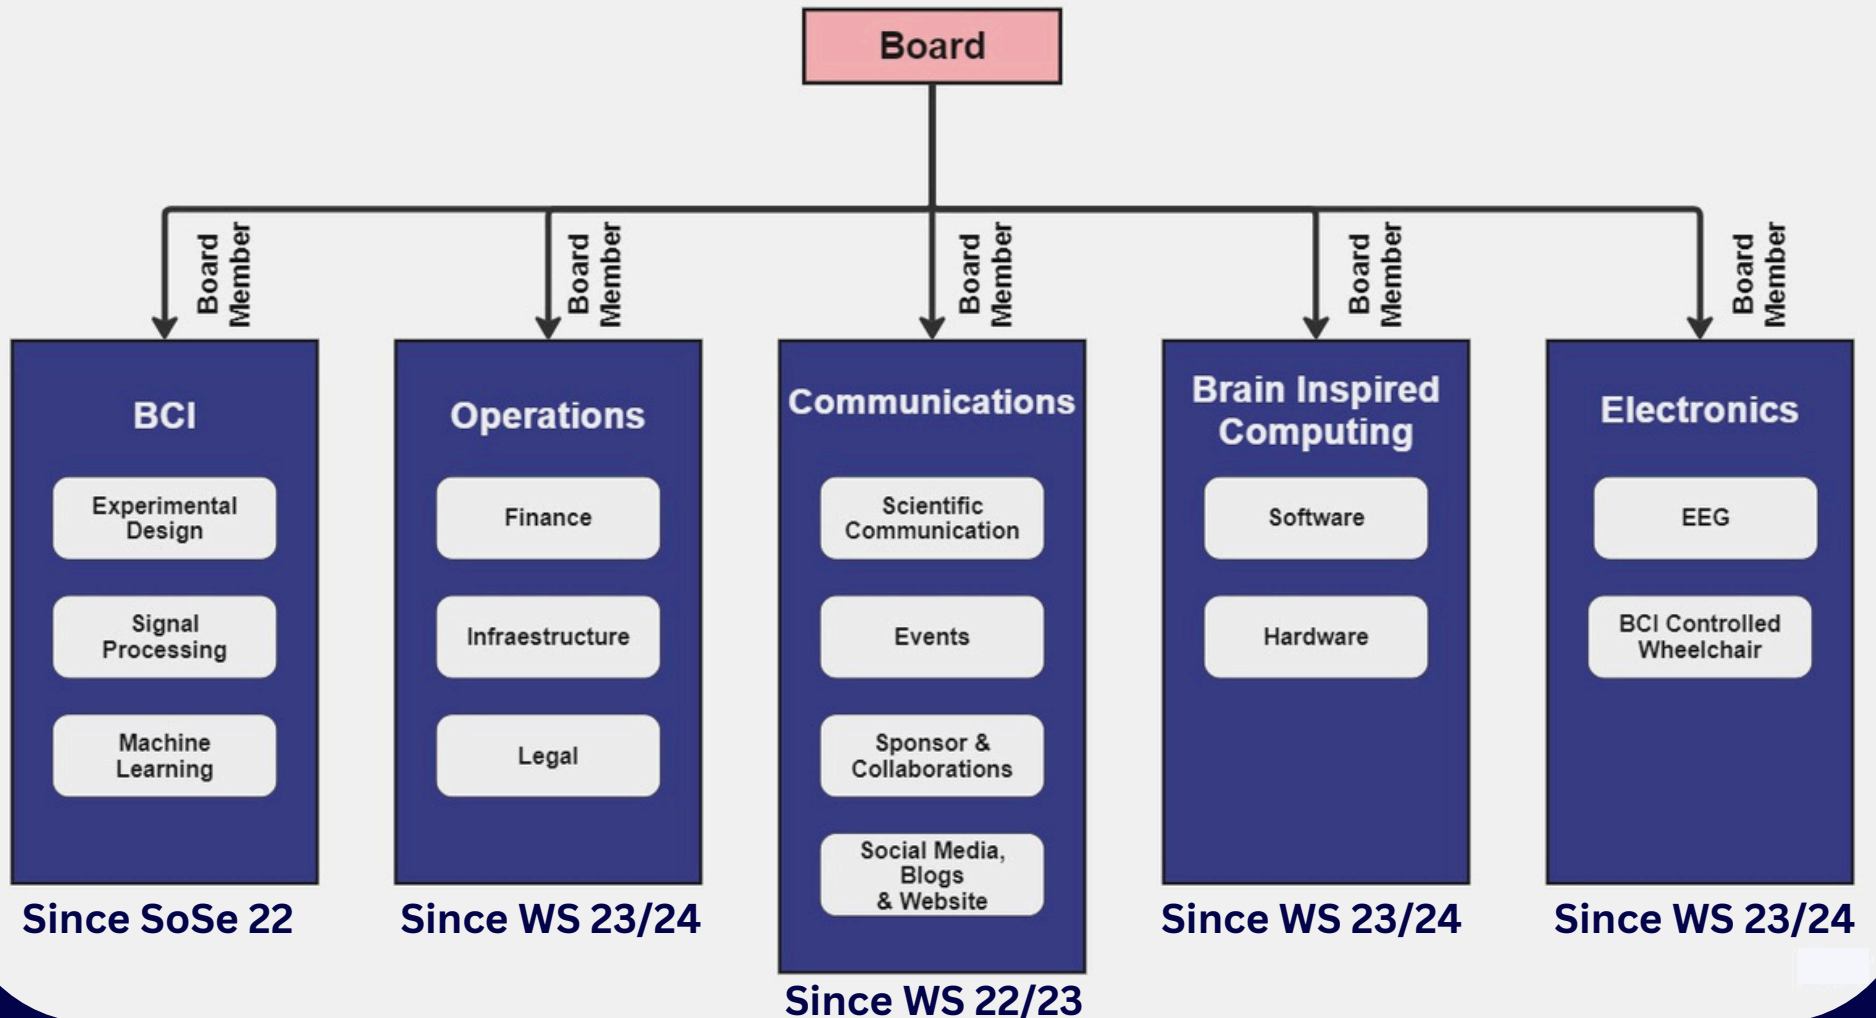 Board
Board
Member
Board
Member
Board
Member
Board
Member
Board
Member
BCI
Experimental
Design
Signal
Processing
Machine
Learning
Since SoSe 22
Operations
Finance
Infraestructure
Legal
Since WS 23/24
Communications
Scientific
Communication
Events
Sponsor &
Collaborations
Social Media,
Blogs
& Website
Since WS 22/23
Brain Inspired
Computing
Software
Hardware
Since WS 23/24
Electronics
EEG
BCI Controlled
Wheelchair
Since WS 23/24